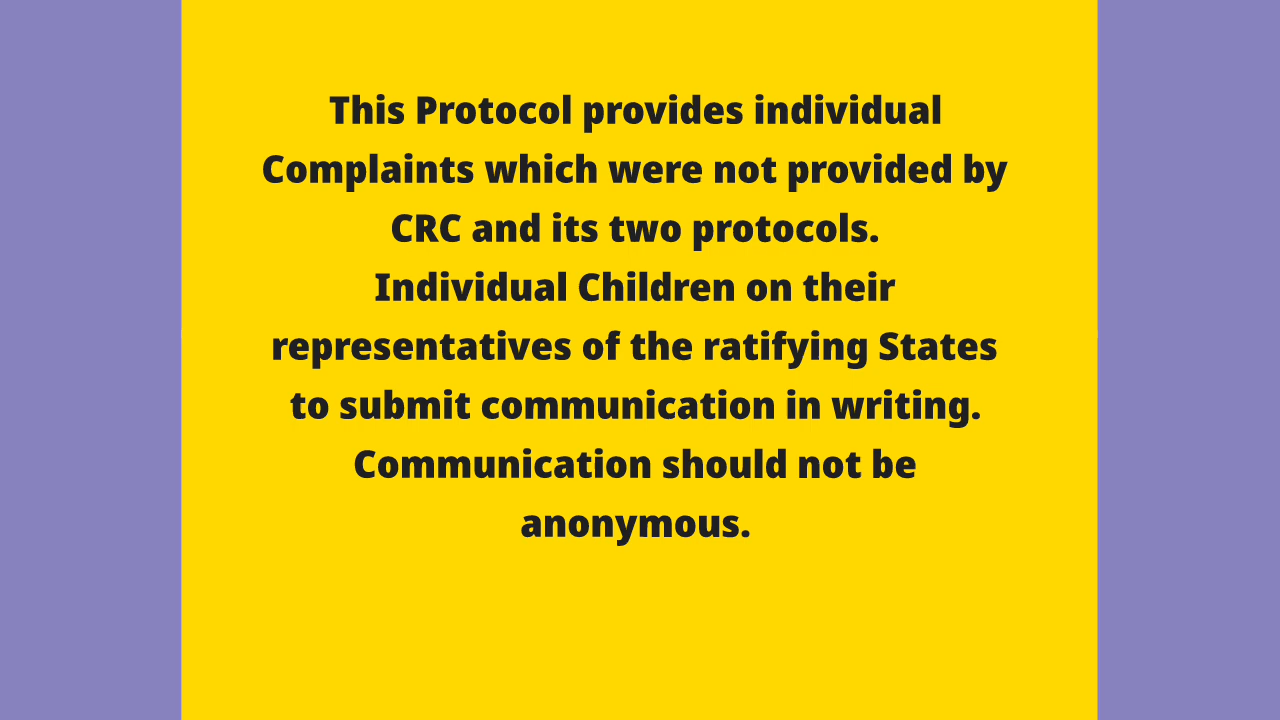 This Protocol provides individual
Complaints which were not provided by
CRC and its two protocols.
Individual Children on their
representatives of the ratifying States
to submit communication in writing.
Communication should not be
anonymous.